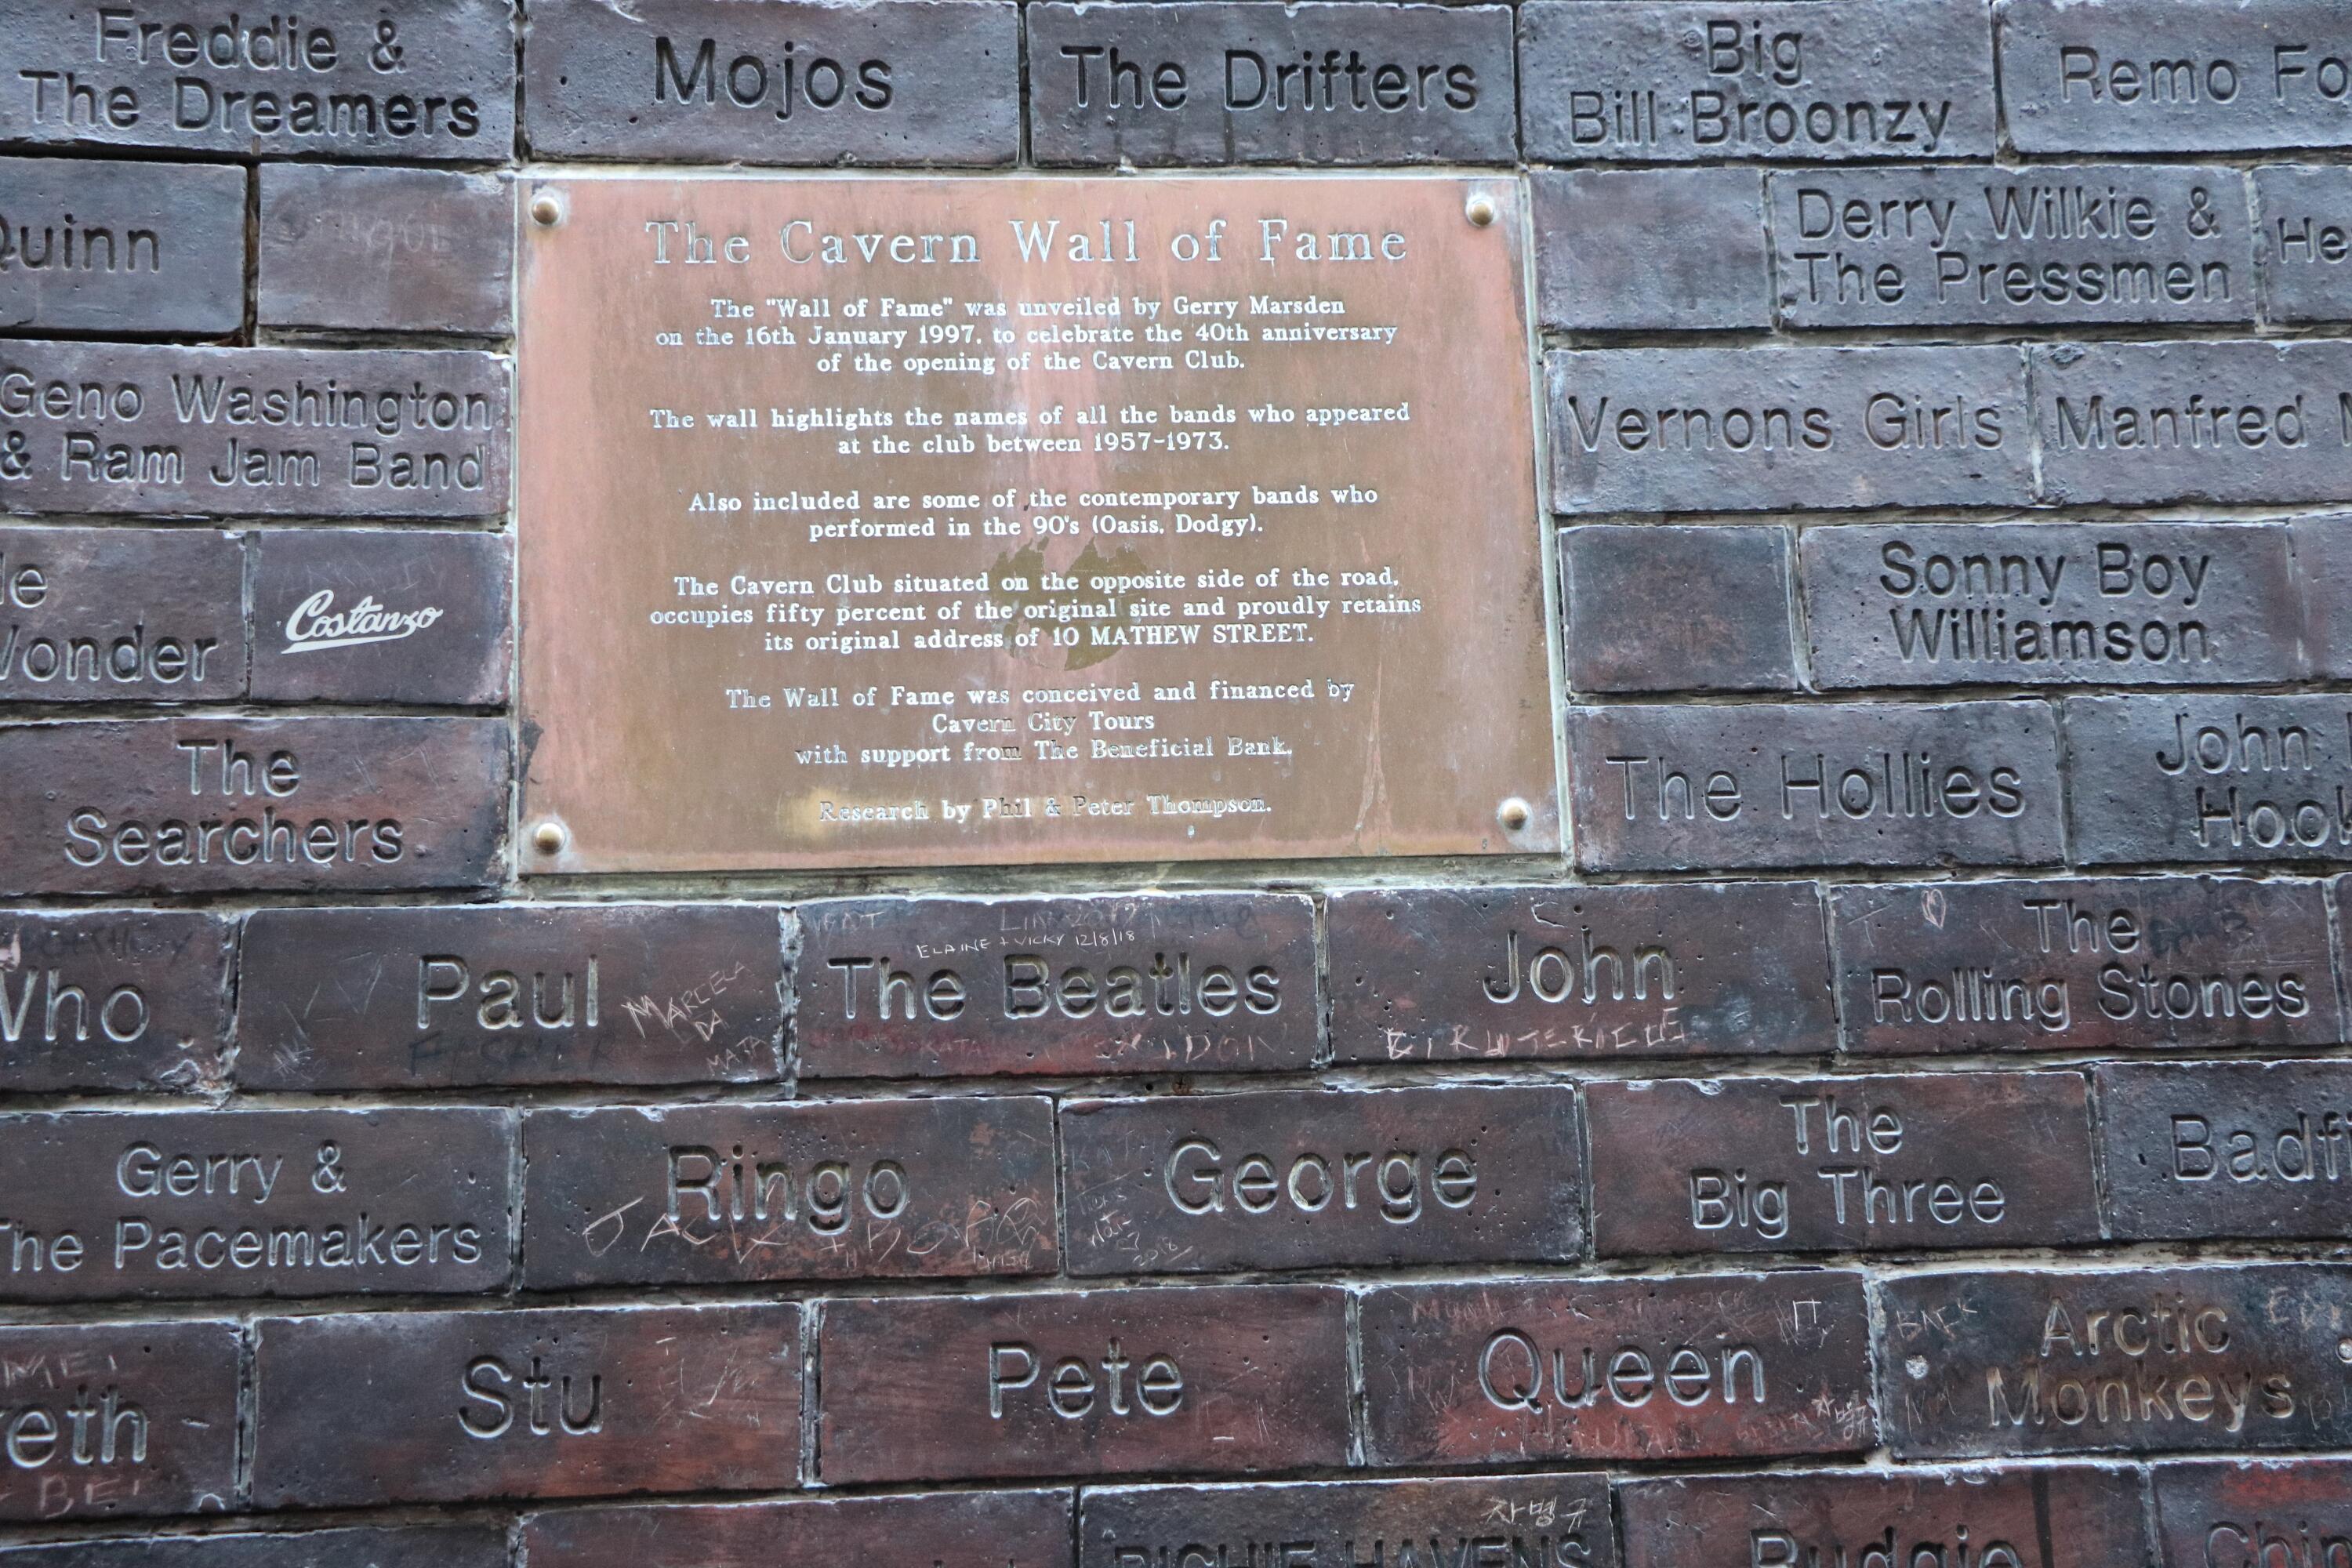 Freddie &
The Dreamers
Mojos
The Drifters
Big
Bill Broonzy
Remo
Quinn
The Cavern Wall of Fame
The "Wall of Fame" was unveiled by Gerry Marsden
on the 16th January 1997, to celebrate the 40th anniversary
of the opening of the Cavern Club.
The wall highlights the names of all the bands who appeared
at the club between 1957-1973.
Also included are some of the contemporary bands who
performed in the 90's (Oasis, Dodgy).
The Cavern Club situated on the opposite side of the road,
occupies fifty percent of the original site and proudly retains
its original address of 10 MATHEW STREET.
The Wall of Fame was conceived and financed by
Cavern City Tours
with support from The Beneficial Bank.
Research by Phil & Peter Thompson.
Derry Wilkie &
The Pressmen
Geno Washington
& Ram Jam Band
Vernons Girls
Manfred
Wonder
Costanzo
Sonny Boy
Williamson
The
Searchers
The Hollies
John
Who
Paul
MARCELA
DA
MATA
ELAINE + VICKY 12/8/18
The Beatles
John
The
Rolling Stones
Gerry &
The Pacemakers
Ringo
George
2018
The
Big Three
Stu
Pete
Queen
Arctic
Monkeys
차병규
RICHIE HAVENS
Budgie